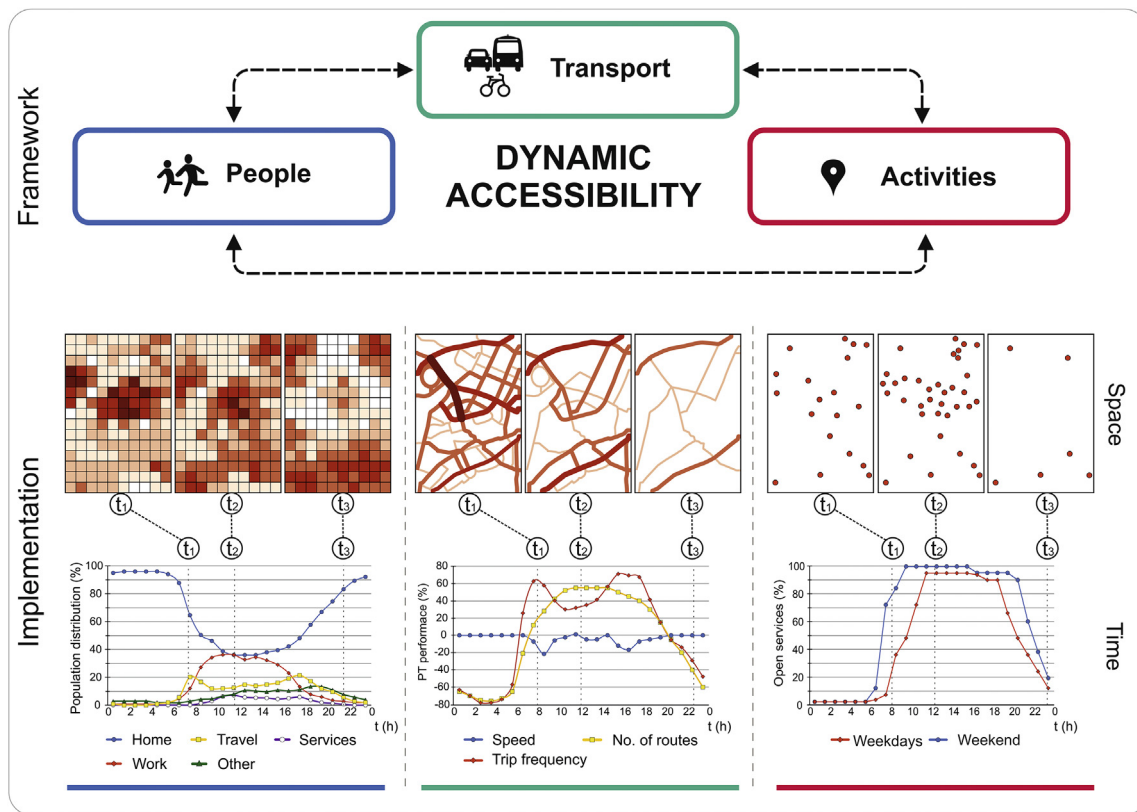 Framework
Transport
People
DYNAMIC
ACCESSIBILITY
Activities
Implementation
Space
Time
t1 t2 t3
t1 t2 t3
t1 t2 t3
t1 t2 t3
t1 t2 t3
t1 t2 t3
Population distribution (%)
100
80
60
40
20
0
0 2 4 6 8 10 12 14 16 18 20 22 0
t (h)
Home Travel Services
Work Other
PT performace (%)
80
60
40
20
0
-20
-40
-60
-80
0 2 4 6 8 10 12 14 16 18 20 22 0
t (h)
Speed No. of routes
Trip frequency
Open services (%)
100
80
60
40
20
0
0 2 4 6 8 10 12 14 16 18 20 22 0
t (h)
Weekdays Weekend